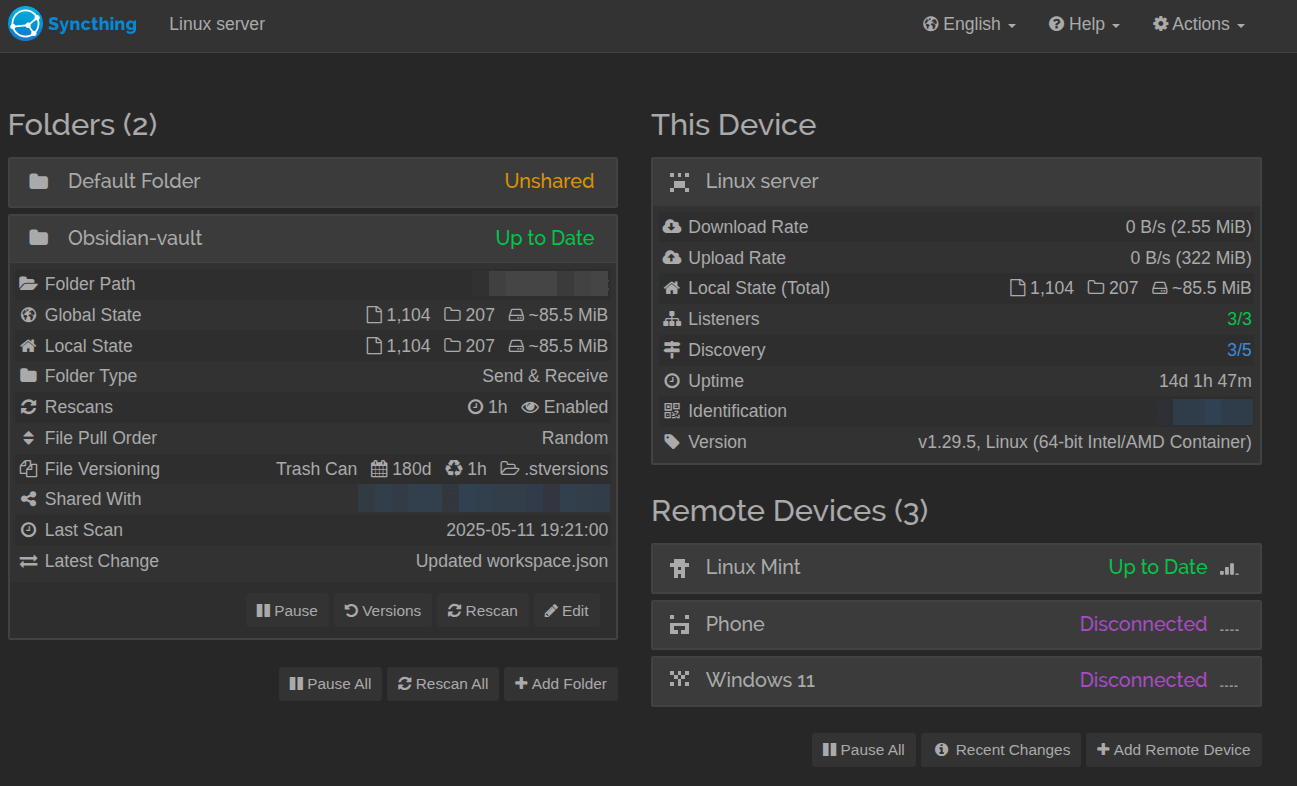 Syncthing Linux server English Help Actions
Folders (2)
Default Folder Unshared
Obsidian-vault Up to Date
Folder Path
Global State 1,104 207 ~85.5 MiB
Local State 1,104 207 ~85.5 MiB
Folder Type Send & Receive
Rescans 1h Enabled
File Pull Order Random
File Versioning Trash Can 180d 1h .stversions
Shared With
Last Scan 2025-05-11 19:21:00
Latest Change Updated workspace.json
Pause Versions Rescan Edit
Pause All Rescan All Add Folder
This Device
Linux server
Download Rate 0 B/s (2.55 MiB)
Upload Rate 0 B/s (322 MiB)
Local State (Total) 1,104 207 ~85.5 MiB
Listeners 3/3
Discovery 3/5
Uptime 14d 1h 47m
Identification
Version v1.29.5, Linux (64-bit Intel/AMD Container)
Remote Devices (3)
Linux Mint Up to Date
Phone Disconnected
Windows 11 Disconnected
Pause All Recent Changes Add Remote Device